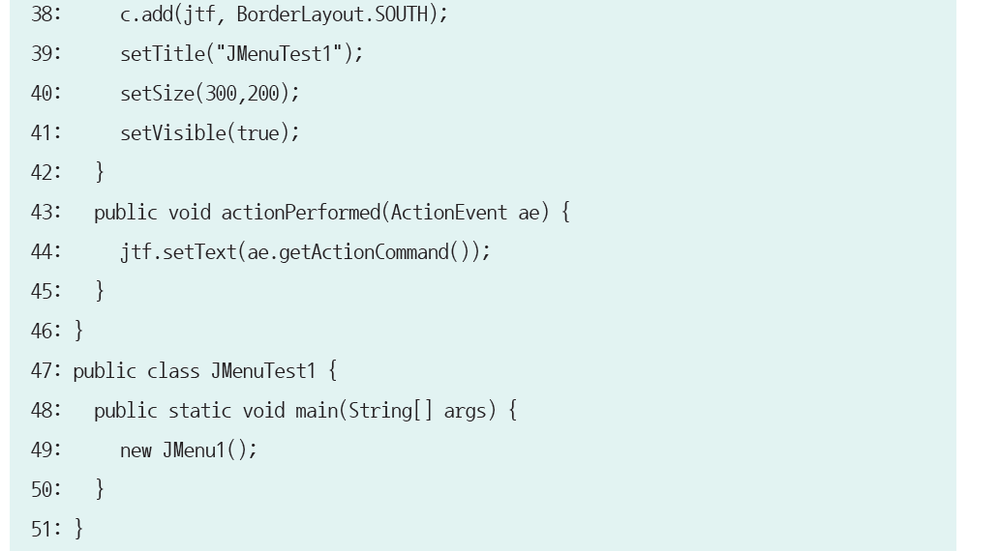 38:     c.add(jtf, BorderLayout.SOUTH);
39:     setTitle("JMenuTest1");
40:     setSize(300,200);
41:     setVisible(true);
42:   }
43:   public void actionPerformed(ActionEvent ae) {
44:     jtf.setText(ae.getActionCommand());
45:   }
46: }
47: public class JMenuTest1 {
48:   public static void main(String[] args) {
49:     new JMenu1();
50:   }
51: }